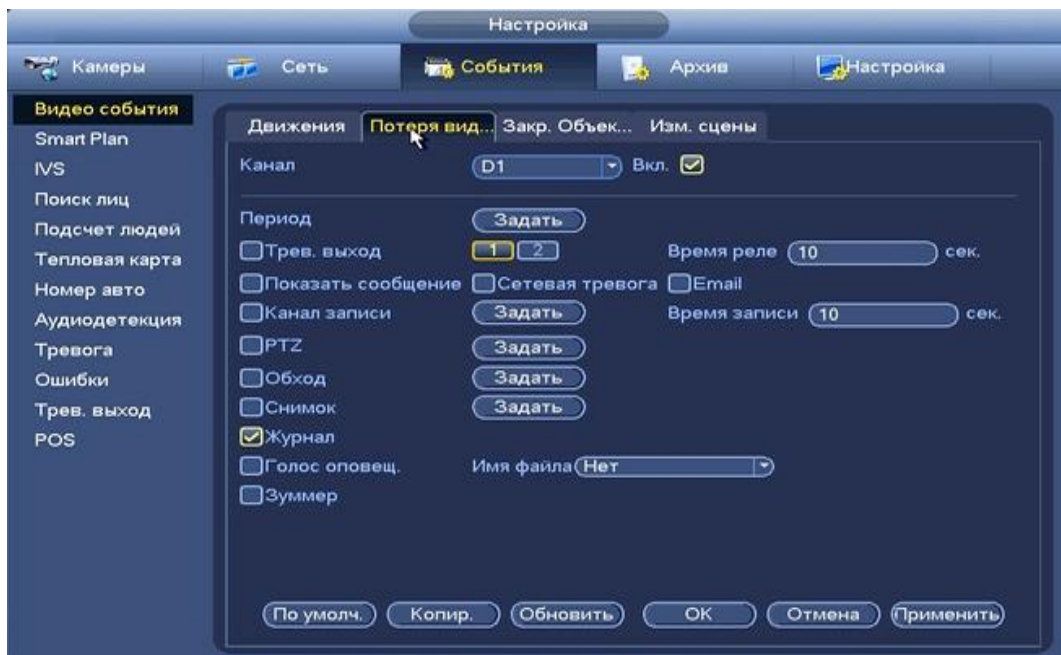 Настройка
Камеры Сеть События Архив Настройка
Видео события
Smart Plan
IVS
Поиск лиц
Подсчет людей
Тепловая карта
Номер авто
Аудиодетекция
Тревога
Ошибки
Трев. выход
POS
Движения Потеря вид... Закр. Объек... Изм. сцены
Канал D1 Вкл.
Период Задать
Трев. выход 1 2 Время реле 10 сек.
Показать сообщение Сетевая тревога Email
Канал записи Задать Время записи 10 сек.
PTZ Задать
Обход Задать
Снимок Задать
Журнал
Голос оповещ. Имя файла Нет
Зуммер
По умолч. Копир. Обновить OK Отмена Применить